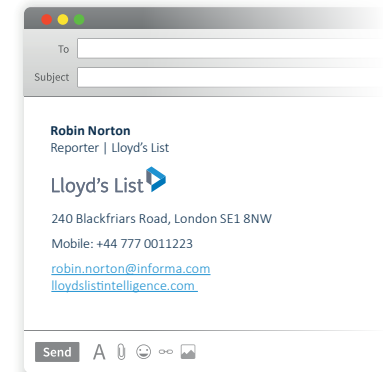 To
Subject
Robin Norton
Reporter | Lloyd's List
Lloyd's List
240 Blackfriars Road, London SE1 8NW
Mobile: +44 777 0011223
robin.norton@informa.com
lloydslistintelligence.com
Send A